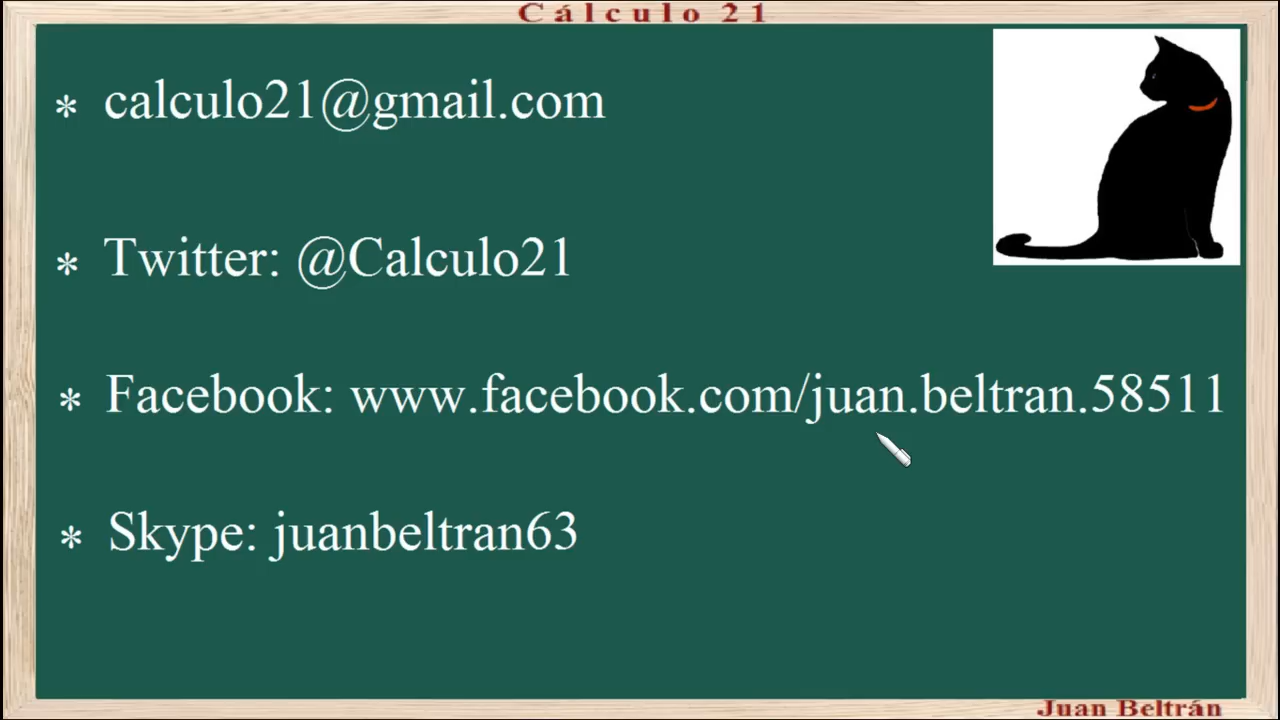 Cálculo 21
* calculo21@gmail.com
* Twitter: @Calculo21
* Facebook: www.facebook.com/juan.beltran.58511
* Skype: juanbeltran63
Juan Beltrán